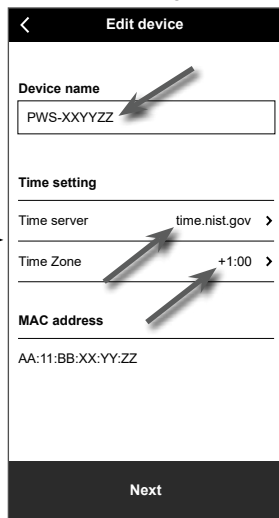 Edit device
Device name
PWS-XXYYZZ
Time setting
Time server time.nist.gov
Time Zone +1:00
MAC address
AA:11:BB:XX:YY:ZZ
Next